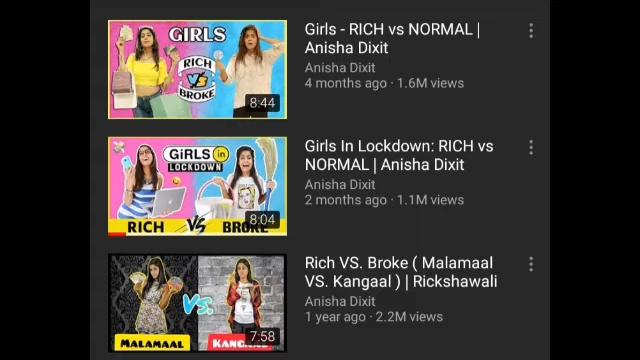 GIRLS
RICH
VS
BROKE
8:44
Girls - RICH vs NORMAL |
Anisha Dixit
Anisha Dixit
4 months ago · 1.6M views
GiRLS in
LOCKDOWN
RICH VS BROKE
8:04
Girls In Lockdown: RICH vs
NORMAL | Anisha Dixit
Anisha Dixit
2 months ago · 1.1M views
VS.
MALAMAAL
KANGAAL
7:58
Rich VS. Broke ( Malamaal
VS. Kangaal ) | Rickshawali
Anisha Dixit
1 year ago · 2.2M views